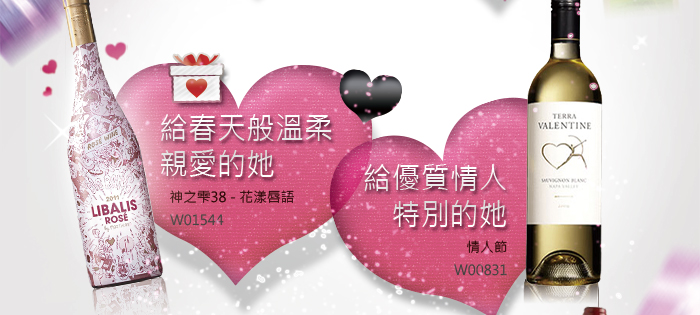 給春天般溫柔
親愛的她
神之雫38 - 花漾唇語
W01544
給優質情人
特別的她
情人節
W00831
LIBALIS
ROSÉ
TERRA
VALENTINE
SAUVIGNON BLANC
NAPA VALLEY